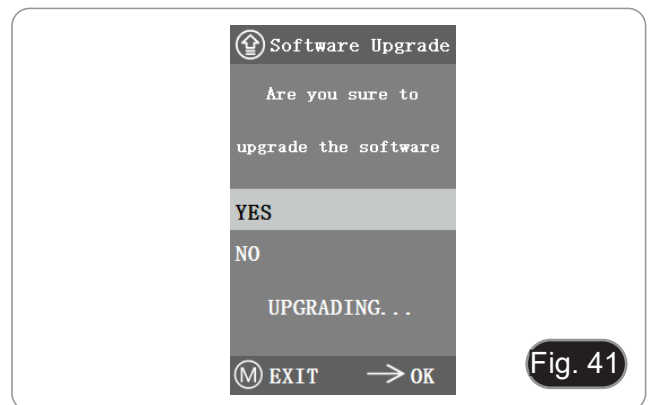 Software Upgrade
Are you sure to
upgrade the software
YES
NO
UPGRADING...
M EXIT → OK
Fig. 41